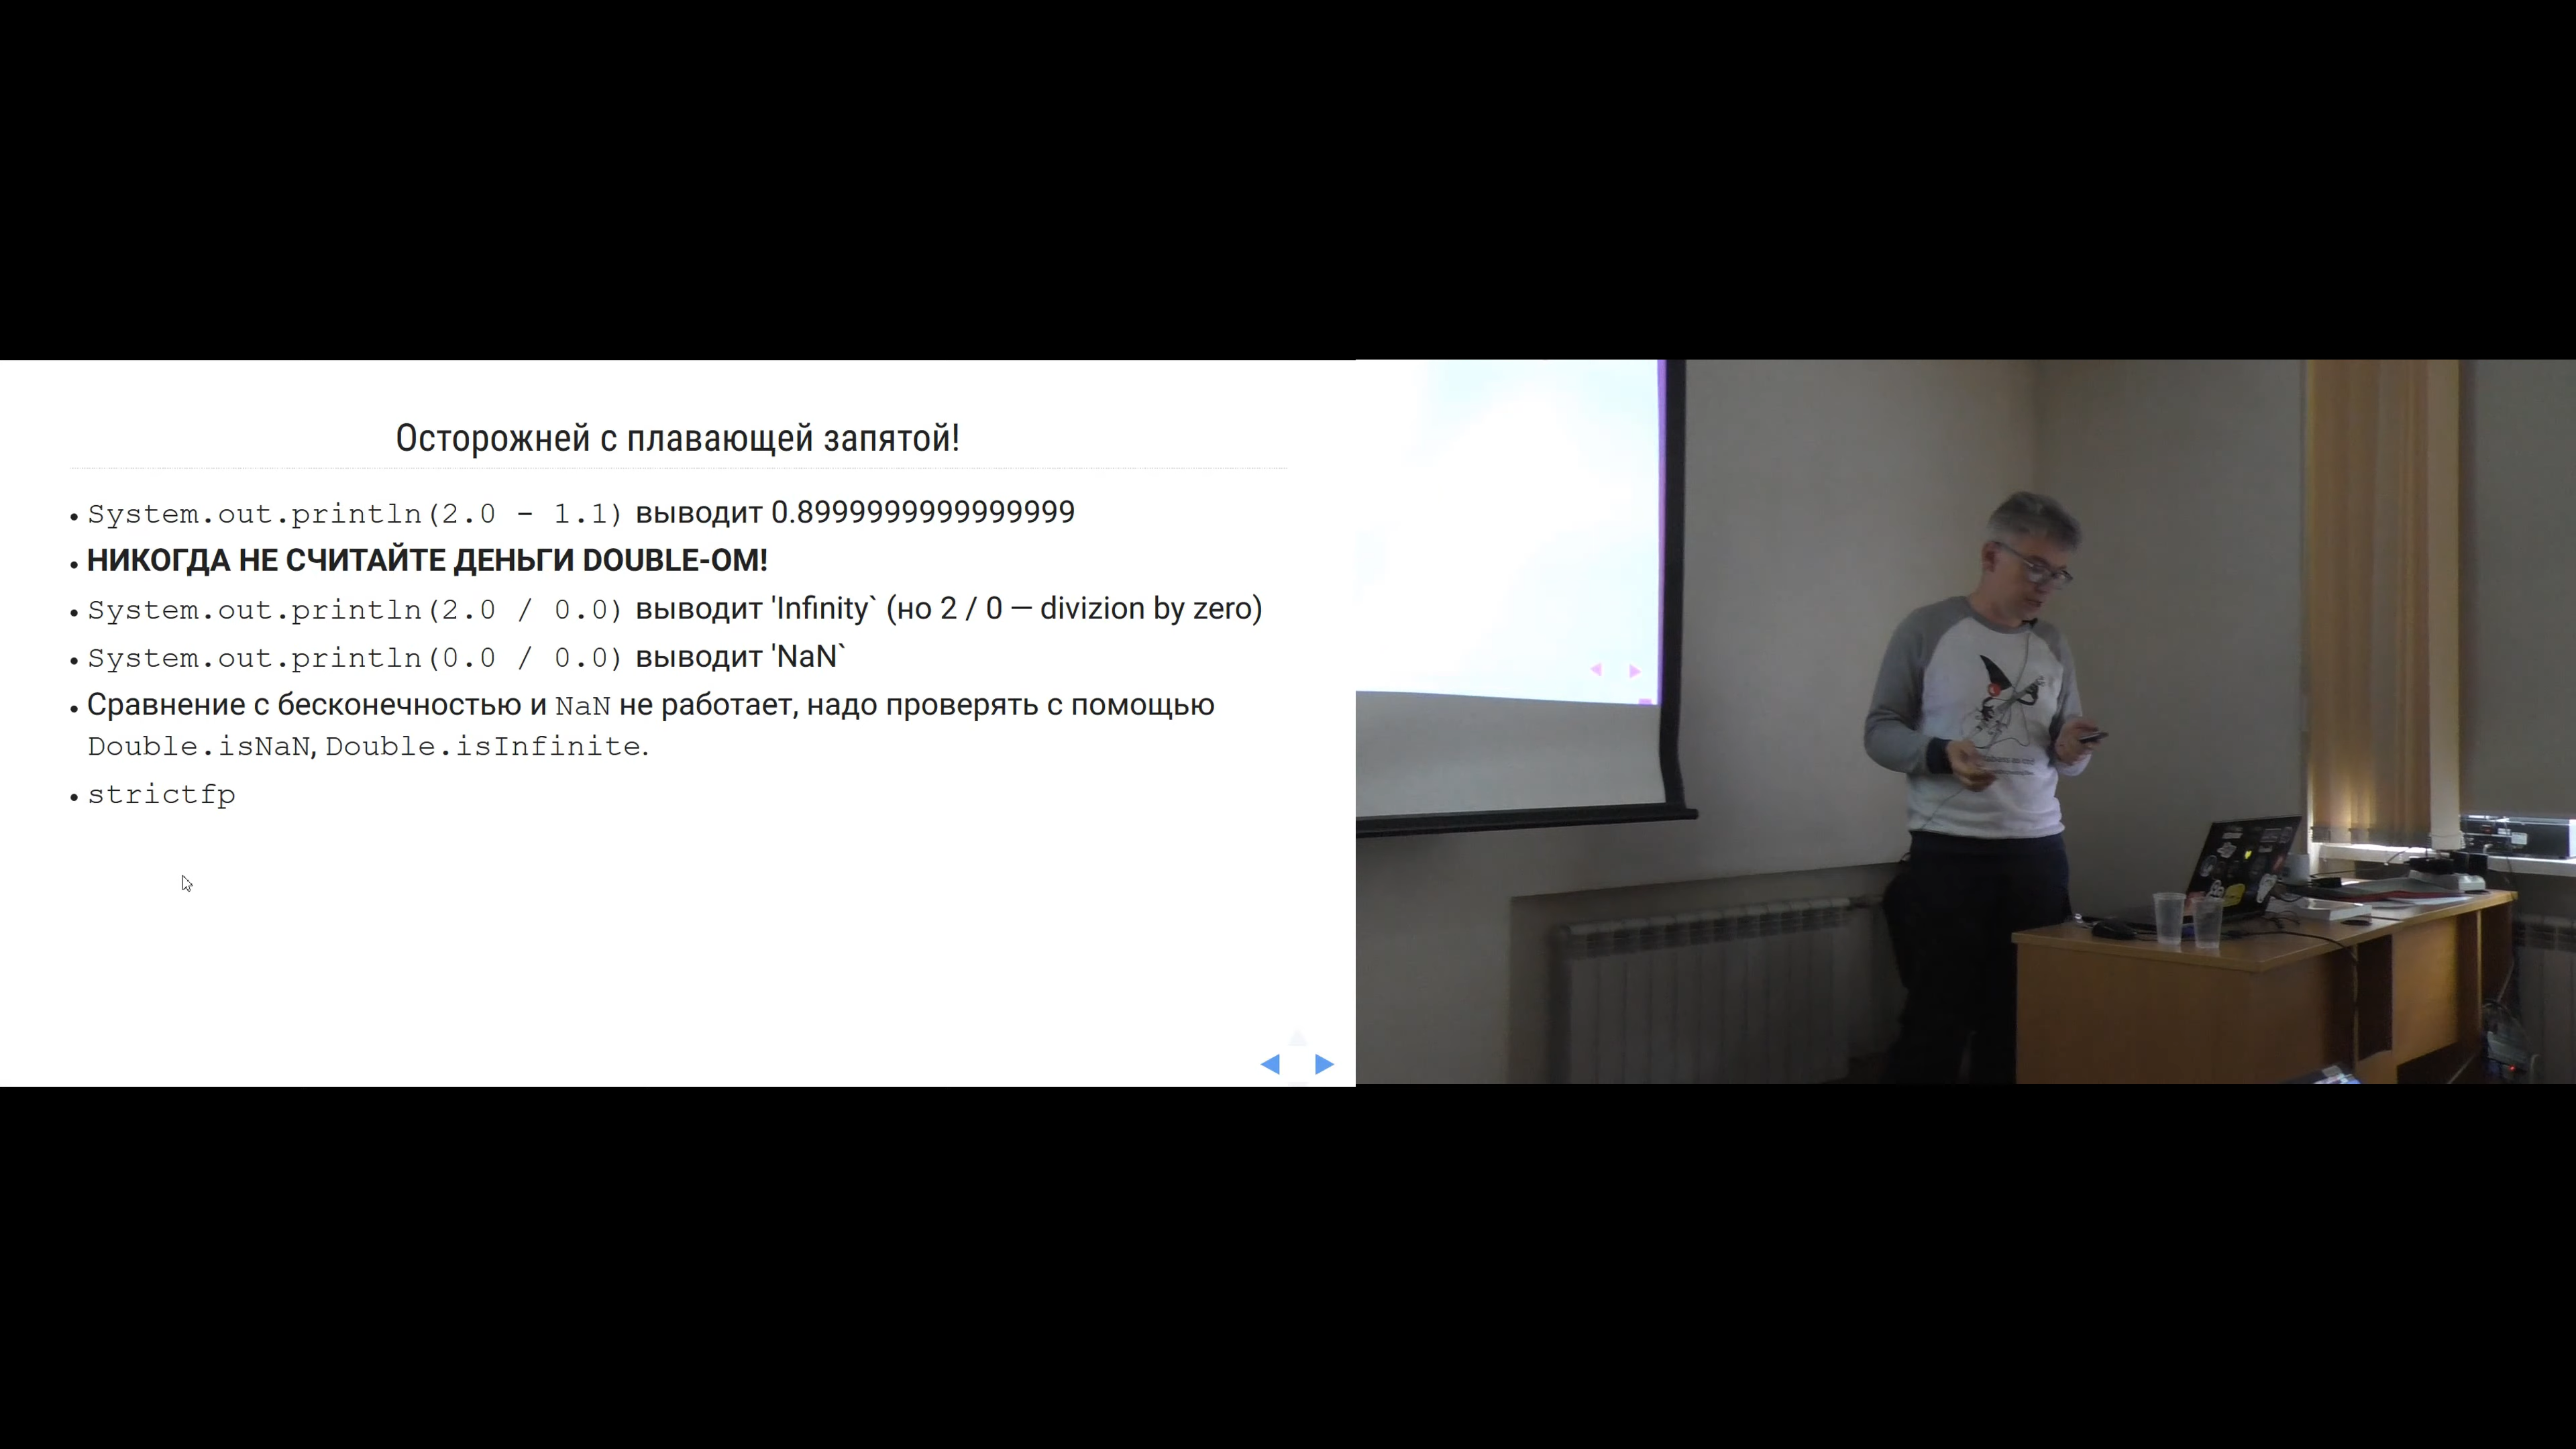 Осторожней с плавающей запятой!
System.out.println(2.0 - 1.1) выводит 0.8999999999999999
НИКОГДА НЕ СЧИТАЙТЕ ДЕНЬГИ DOUBLE-ОМ!
System.out.println(2.0 / 0.0) выводит 'Infinity` (но 2 / 0 — divizion by zero)
System.out.println(0.0 / 0.0) выводит 'NaN`
Сравнение с бесконечностью и NaN не работает, надо проверять с помощью
Double.isNaN, Double.isInfinite.
strictfp